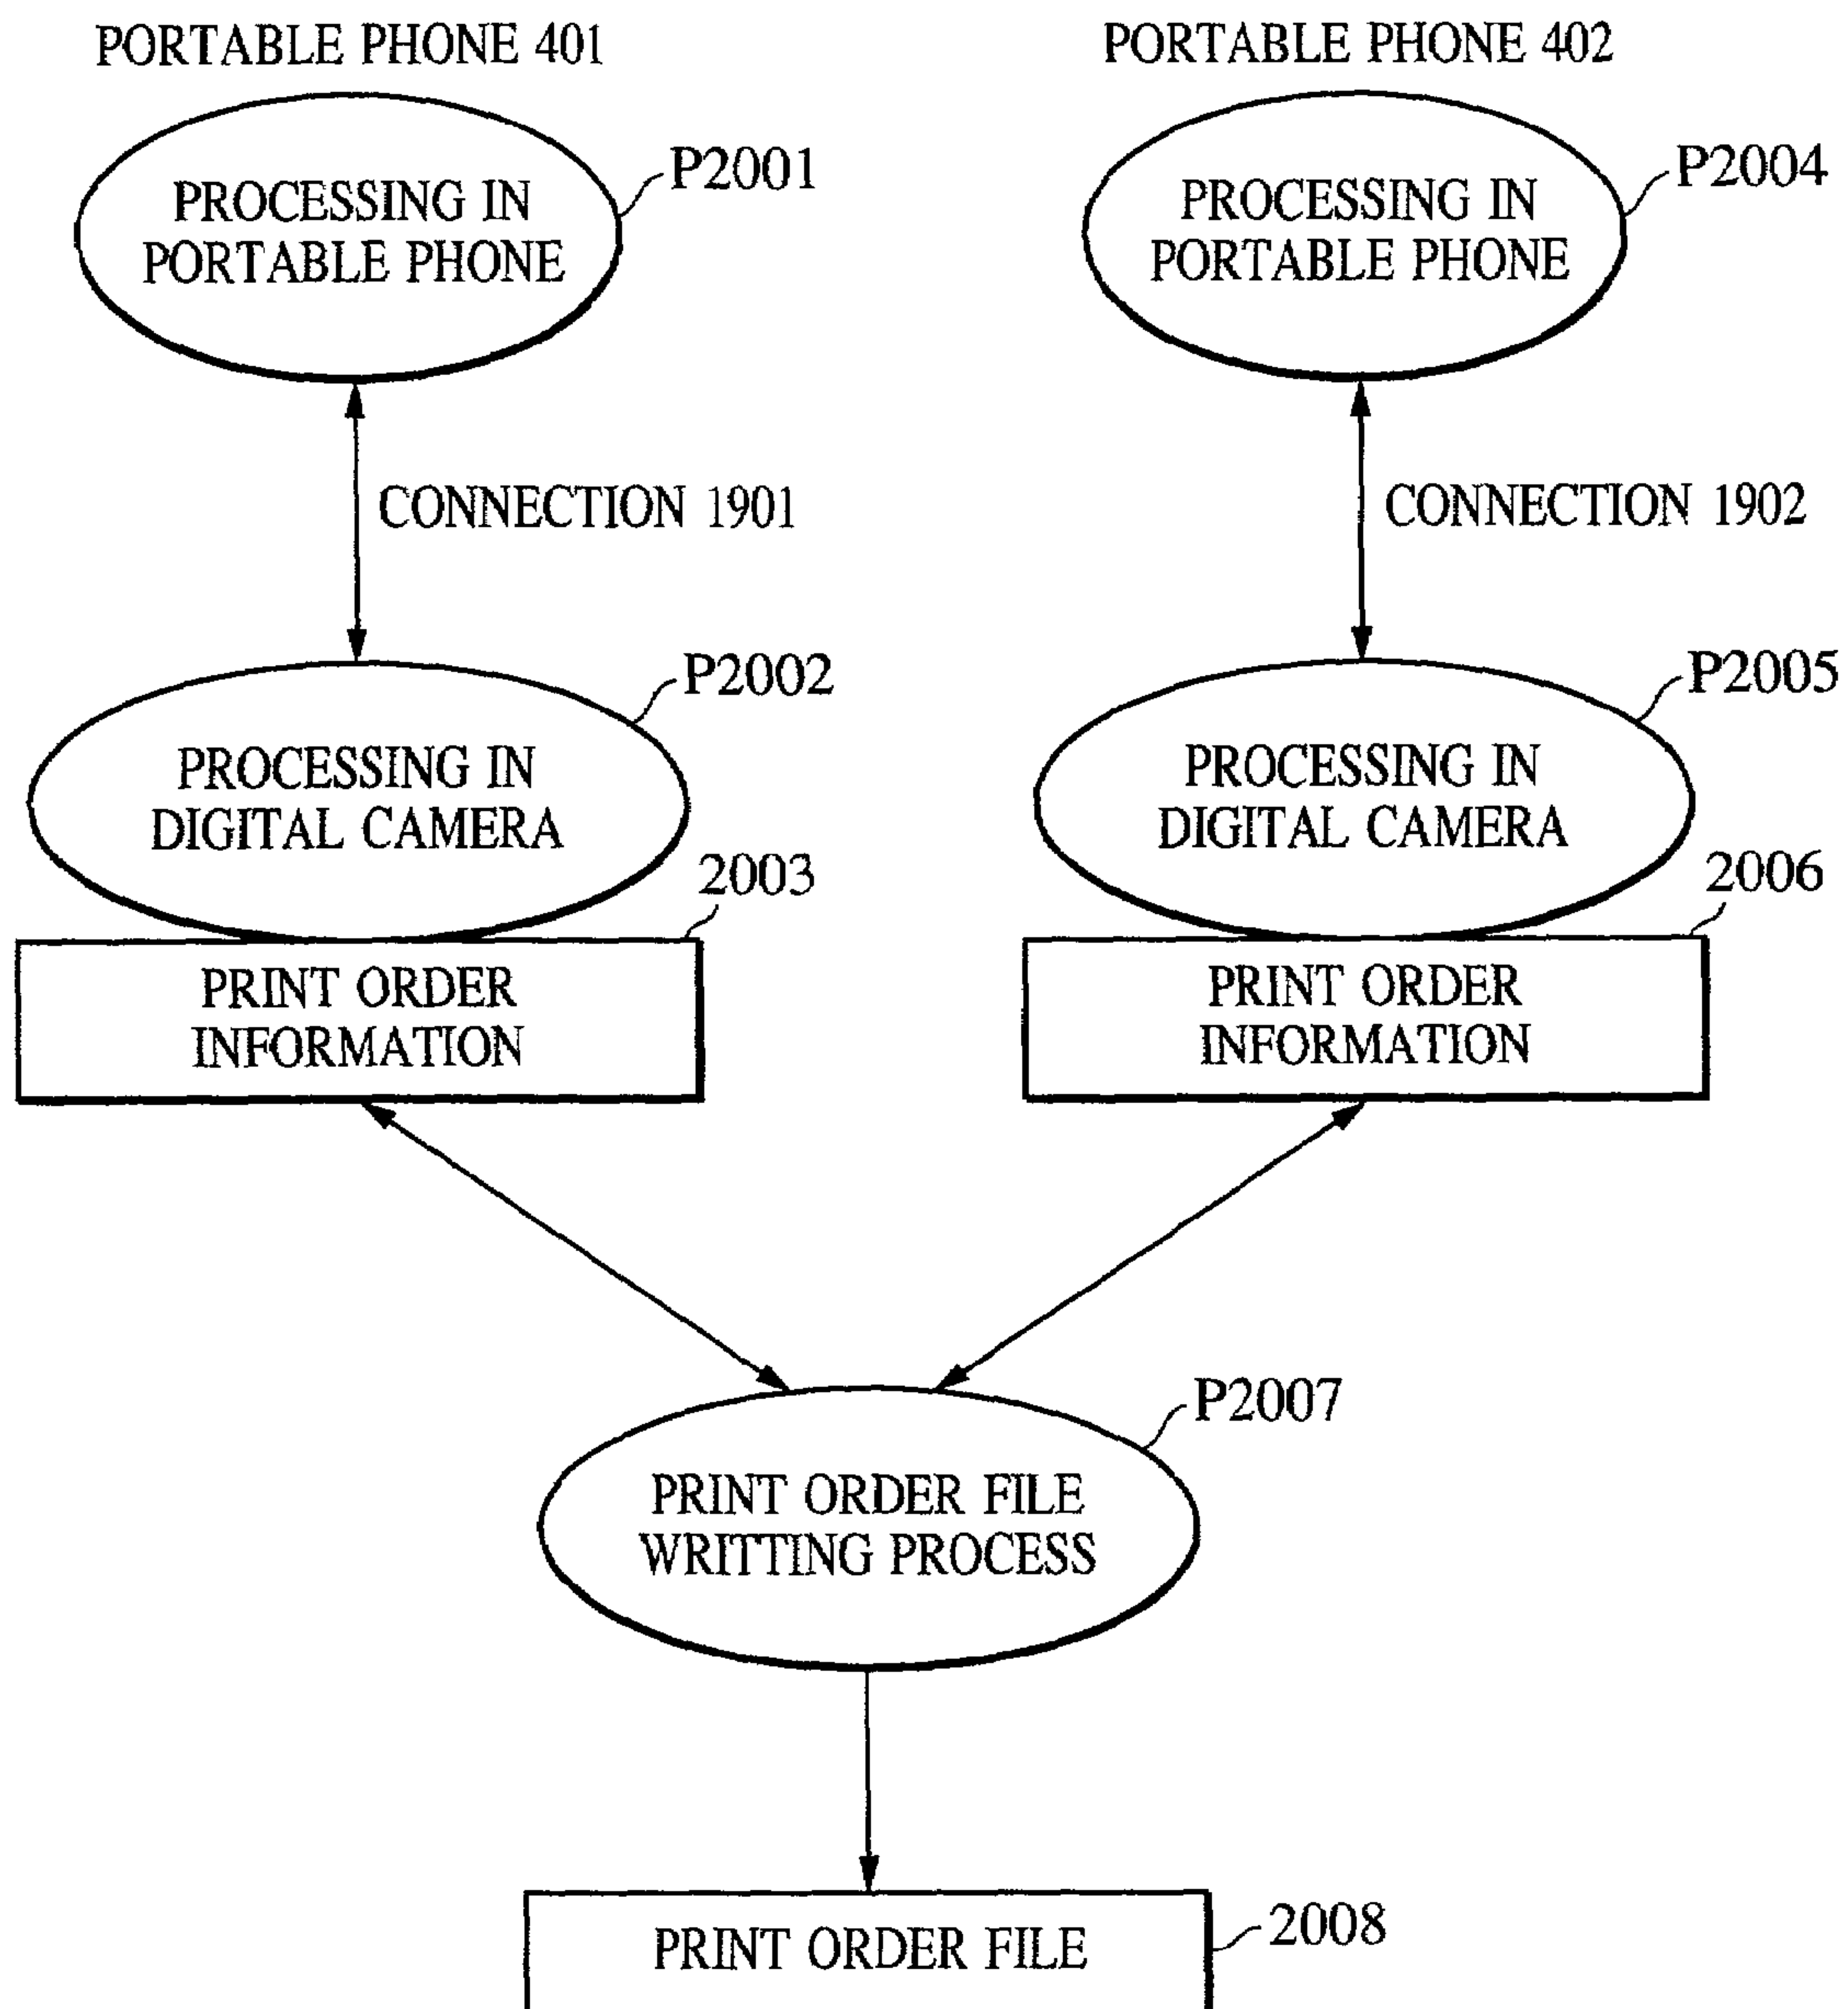 PORTABLE PHONE 401
PORTABLE PHONE 402
P2001
PROCESSING IN
PORTABLE PHONE
P2004
PROCESSING IN
PORTABLE PHONE
CONNECTION 1901
CONNECTION 1902
P2002
PROCESSING IN
DIGITAL CAMERA
P2005
PROCESSING IN
DIGITAL CAMERA
2003
PRINT ORDER
INFORMATION
2006
PRINT ORDER
INFORMATION
P2007
PRINT ORDER FILE
WRITTING PROCESS
PRINT ORDER FILE
2008